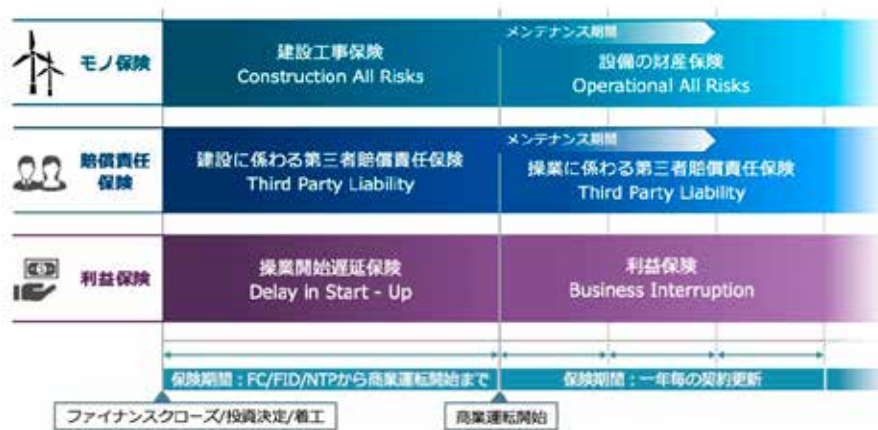 モノ保険
建設工事保険
Construction All Risks
メンテナンス期間
設備の財産保険
Operational All Risks
賠償責任
保険
建設に係わる第三者賠償責任保険
Third Party Liability
メンテナンス期間
操業に係わる第三者賠償責任保険
Third Party Liability
利益保険
操業開始遅延保険
Delay in Start - Up
利益保険
Business Interruption
保険期間:FC/FID/NTPから商業運転開始まで
保険期間:一年毎の契約更新
ファイナンスクローズ/投資決定/着工
商業運転開始